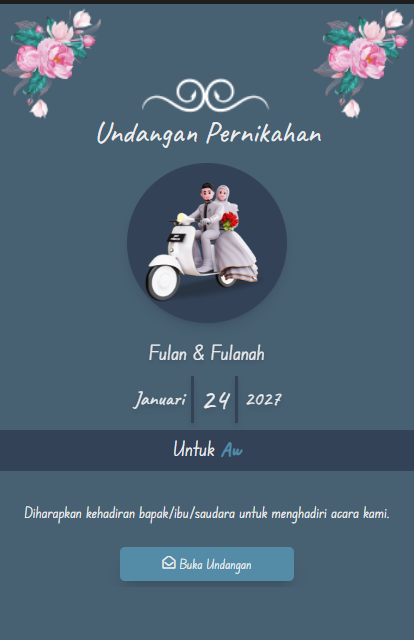 Undangan Pernikahan
Fulan & Fulanah
Januari 24 2027
Untuk Aw
Diharapkan kehadiran bapak/ibu/saudara untuk menghadiri acara kami.
Buka Undangan